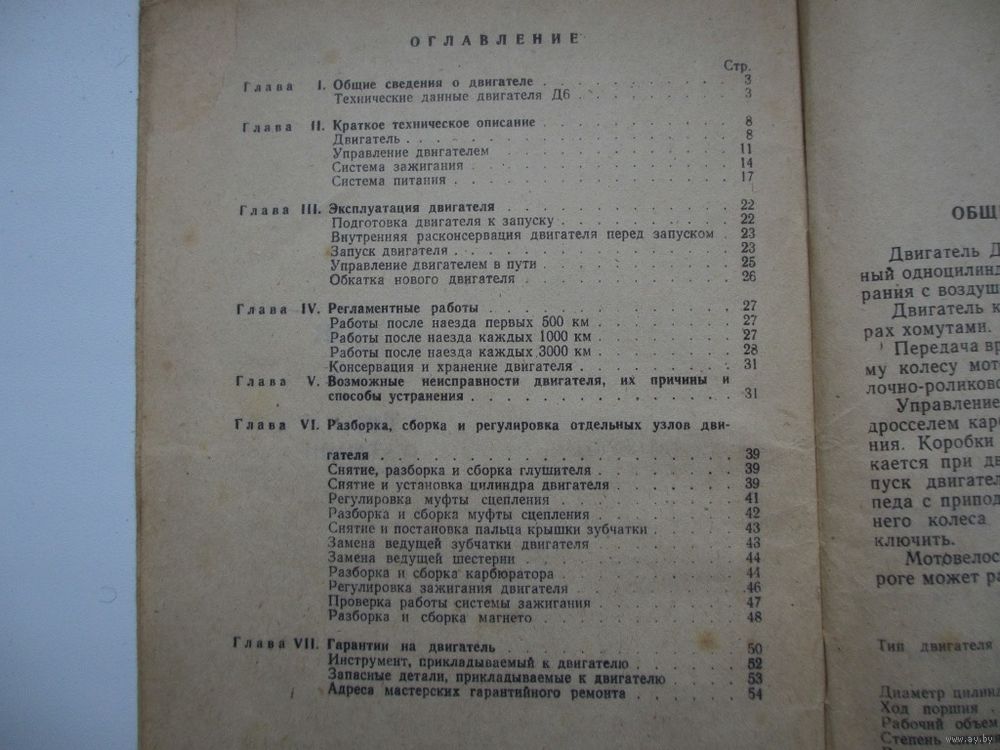 ОГЛАВЛЕНИЕ
Стр.
Глава I. Общие сведения о двигателе . . . . . . . . . . 3
Технические данные двигателя Д6 . . . . . . . . . 3
Глава II. Краткое техническое описание . . . . . . . . . . 8
Двигатель . . . . . . . . . . 8
Управление двигателем . . . . . . . . . . 11
Система зажигания . . . . . . . . . . 14
Система питания . . . . . . . . . . 17
Глава III. Эксплуатация двигателя . . . . . . . . . . 22
Подготовка двигателя к запуску . . . . . . . . . 22
Внутренняя расконсервация двигателя перед запуском . 23
Запуск двигателя . . . . . . . . . . 23
Управление двигателем в пути . . . . . . . . . 25
Обкатка нового двигателя . . . . . . . . . 26
Глава IV. Регламентные работы . . . . . . . . . . 27
Работы после наезда первых 500 км . . . . . . . 27
Работы после наезда каждых 1000 км . . . . . . . 27
Работы после наезда каждых 3000 км . . . . . . . 28
Консервация и хранение двигателя . . . . . . . . 31
Глава V. Возможные неисправности двигателя, их причины и
способы устранения . . . . . . . . . . 31
Глава VI. Разборка, сборка и регулировка отдельных узлов дви-
гателя . . . . . . . . . . 39
Снятие, разборка и сборка глушителя . . . . . . . 39
Снятие и установка цилиндра двигателя . . . . . . 39
Регулировка муфты сцепления . . . . . . . . 41
Разборка и сборка муфты сцепления . . . . . . . 42
Снятие и постановка пальца крышки зубчатки . . . . 43
Замена ведущей зубчатки двигателя . . . . . . . 43
Замена ведущей шестерни . . . . . . . . . 44
Разборка и сборка карбюратора . . . . . . . . 44
Регулировка зажигания двигателя . . . . . . . . 46
Проверка работы системы зажигания . . . . . . . 47
Разборка и сборка магнето . . . . . . . . 48
Глава VII. Гарантии на двигатель . . . . . . . . . . 50
Инструмент, прикладываемый к двигателю . . . . . 52
Запасные детали, прикладываемые к двигателю . . . . 53
Адреса мастерских гарантийного ремонта . . . . . . 54
ОБЩ
Двигатель Д
ный одноцилинд
рания с воздуш
Двигатель к
рах хомутами.
Передача вр
му колесу мот
лочно-роликово
Управление
дросселем кар
ния. Коробки
кается при дв
пуск двигател
педа с припод
него колеса
ключить.
Мотовелос
роге может ра
Тип двигателя
Диаметр цилин
Ход поршня .
Рабочий объем
Степень
www.ay.by